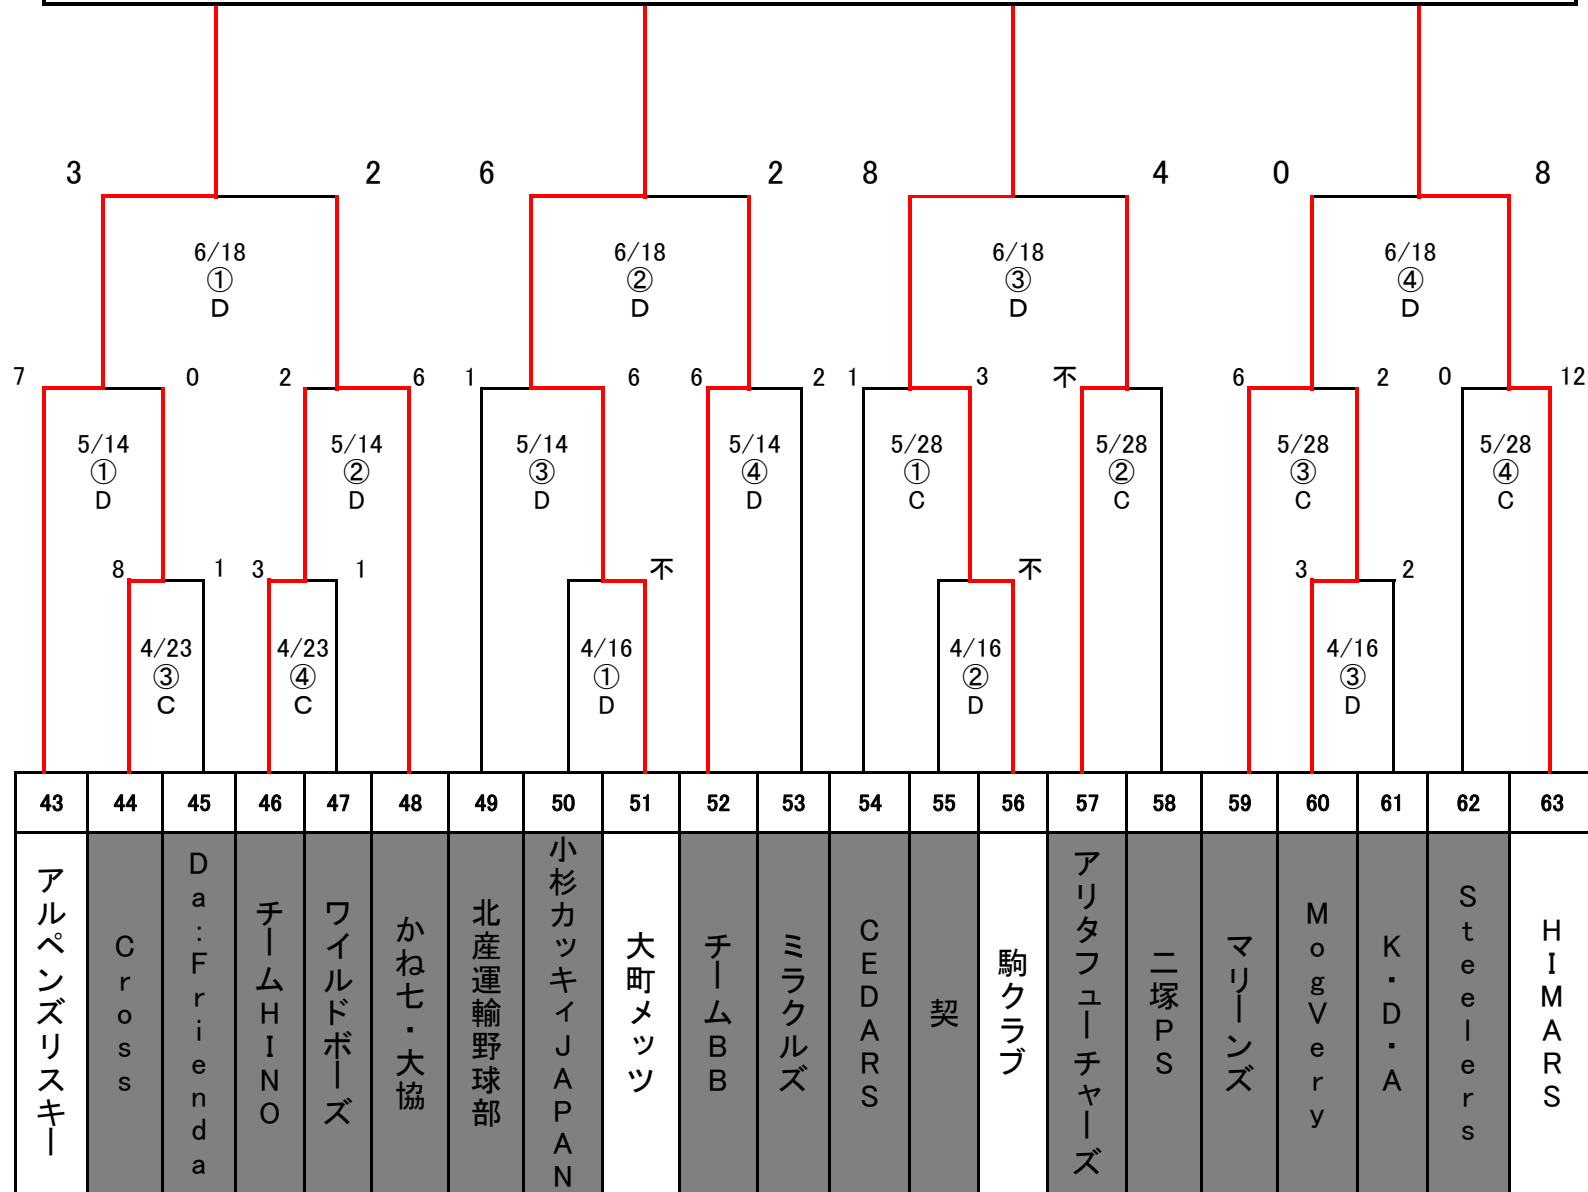 3 2 6 2 8 4 0 8
6/18 6/18 6/18 6/18
① ② ③ ④
D D D D
7 0 2 6 1 6 6 2 1 3 不 6 2 0 12
5/14 5/14 5/14 5/14 5/28 5/28 5/28 5/28
① ② ③ ④ ① ② ③ ④
D D D D C C C C
8 1 3 1 不 不 3 2
4/23 4/23 4/16 4/16 4/16
③ ④ ① ② ③
C C D D D
43 44 45 46 47 48 49 50 51 52 53 54 55 56 57 58 59 60 61 62 63
アルペンズリスキー
Cross
Da:Frienda
チームHINO
ワイルドボーズ
かね七・大協
北産運輸野球部
小杉カッキィJAPAN
大町メッツ
チームBB
ミラクルズ
CEDARS
契
駒クラブ
アリタフューチャーズ
二塚PS
マリーンズ
MogVery
K・D・A
Steelers
HIMARS